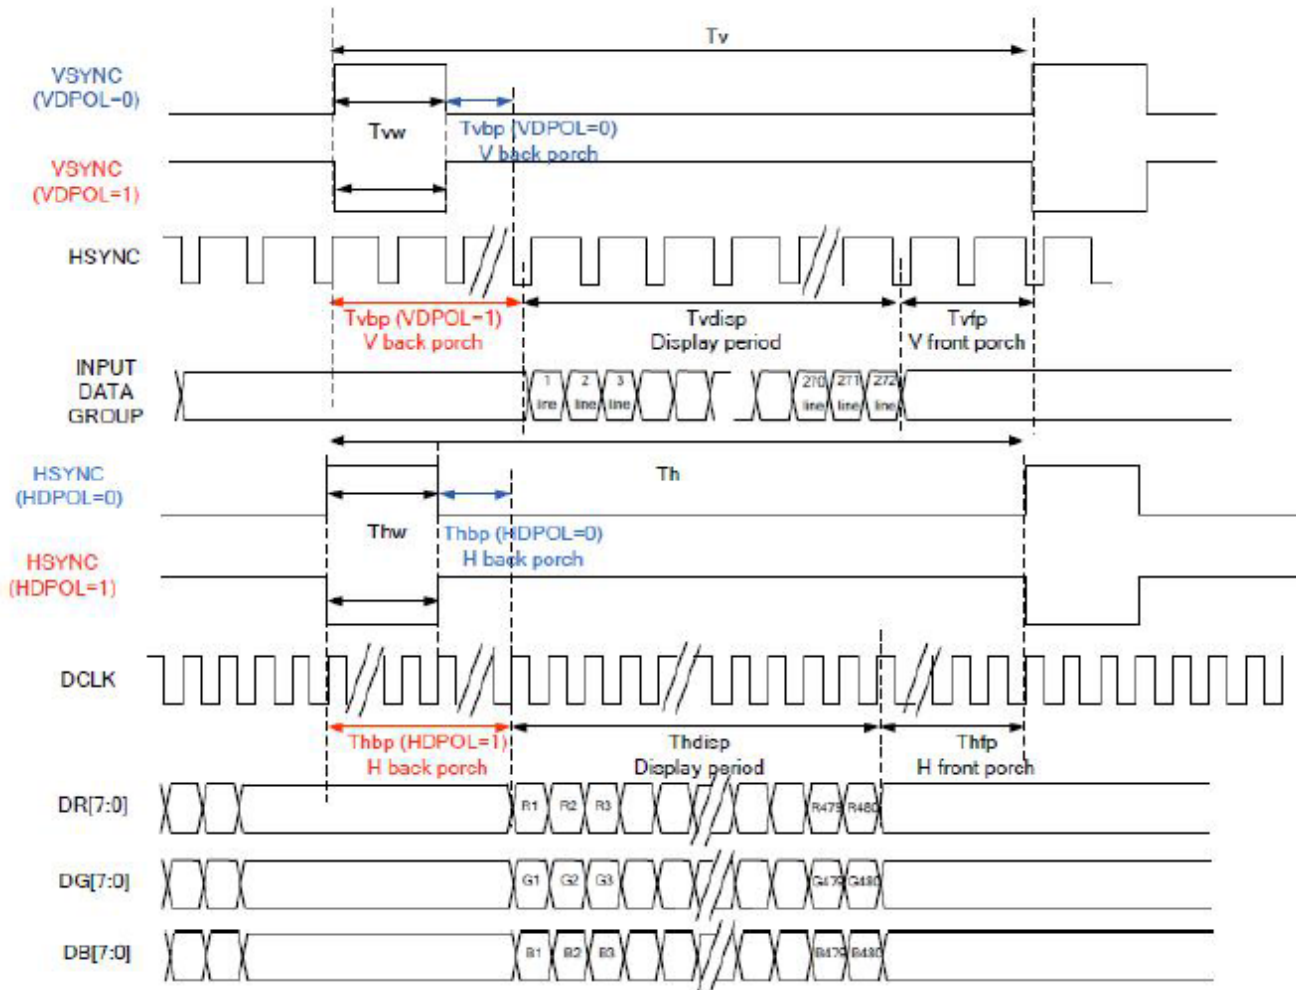 Tv
VSYNC
(VDPOL=0)
Tvw
Tvbp (VDPOL=0)
V back porch
VSYNC
(VDPOL=1)
HSYNC
Tvbp (VDPOL=1)
V back porch
Tvdisp
Display period
Tvfp
V front porch
INPUT
DATA
GROUP
1 line
2 line
3 line
270 line
271 line
272 line
HSYNC
(HDPOL=0)
Th
Thw
Thbp (HDPOL=0)
H back porch
HSYNC
(HDPOL=1)
DCLK
Thbp (HDPOL=1)
H back porch
Thdisp
Display period
Thfp
H front porch
DR[7:0]
R1 R2 R3 R479 R480
DG[7:0]
G1 G2 G3 G479 G480
DB[7:0]
B1 B2 B3 B479 B480